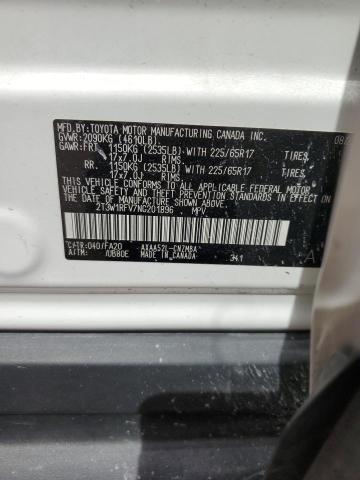 MFD.BY:TOYOTA MOTOR MANUFACTURING CANADA INC. 08/
GVWR: 2090KG (4610LB)
GAWR:FRT. 1150KG (2535LB) WITH 225/65R17 TIRES,
17x7.0J RIMS
RR. 1150KG (2535LB) WITH 225/65R17 TIRES,
17x7.0J RIMS
THIS VEHICLE CONFORMS TO ALL APPLICABLE FEDERAL MOTOR
VEHICLE SAFETY STANDARDS IN EFFECT ON
THE DATE OF MANUFACTURE SHOWN ABOVE.
2T3W1RFV7NC201896 MPV
C/TR:040/FA20 AXAA52L-CNZMBA
A/TM: /UB80E MADE IN CANADA 341 A